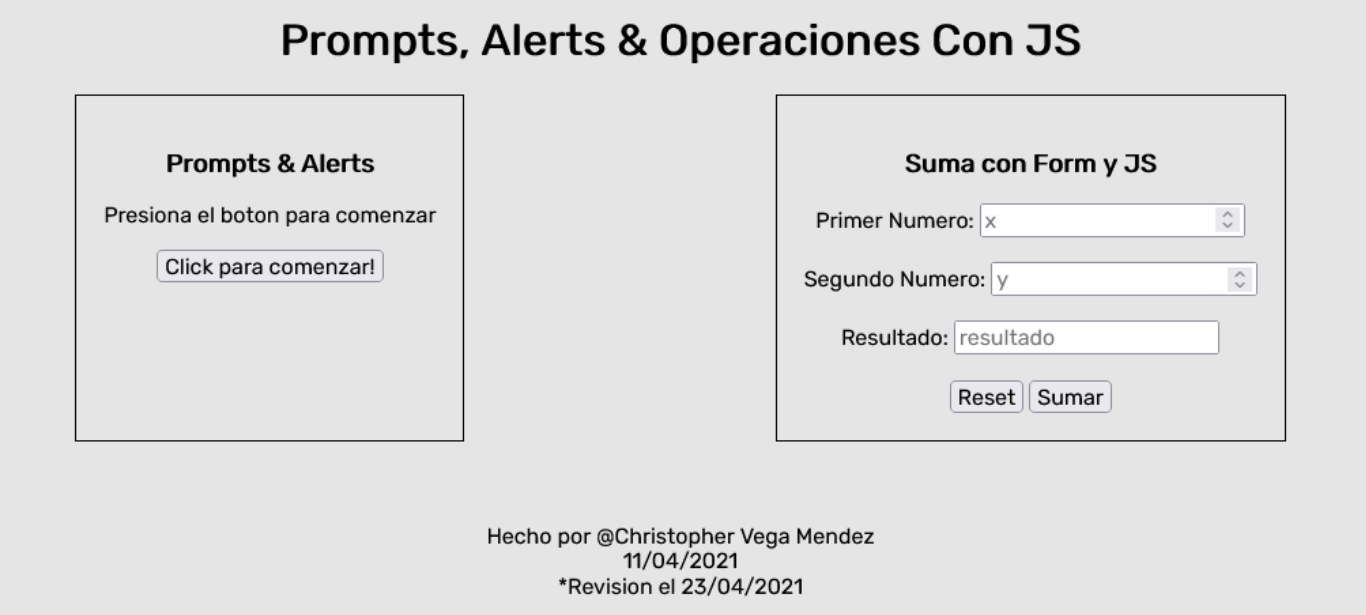 Prompts, Alerts & Operaciones Con JS
Prompts & Alerts
Presiona el boton para comenzar
Click para comenzar!
Suma con Form y JS
Primer Numero: x
Segundo Numero: y
Resultado: resultado
Reset Sumar
Hecho por @Christopher Vega Mendez
11/04/2021
*Revision el 23/04/2021